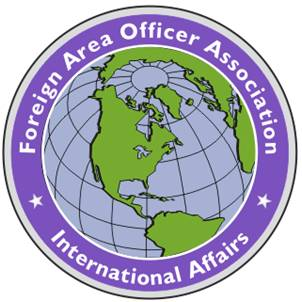 Foreign Area Officer Association
International Affairs